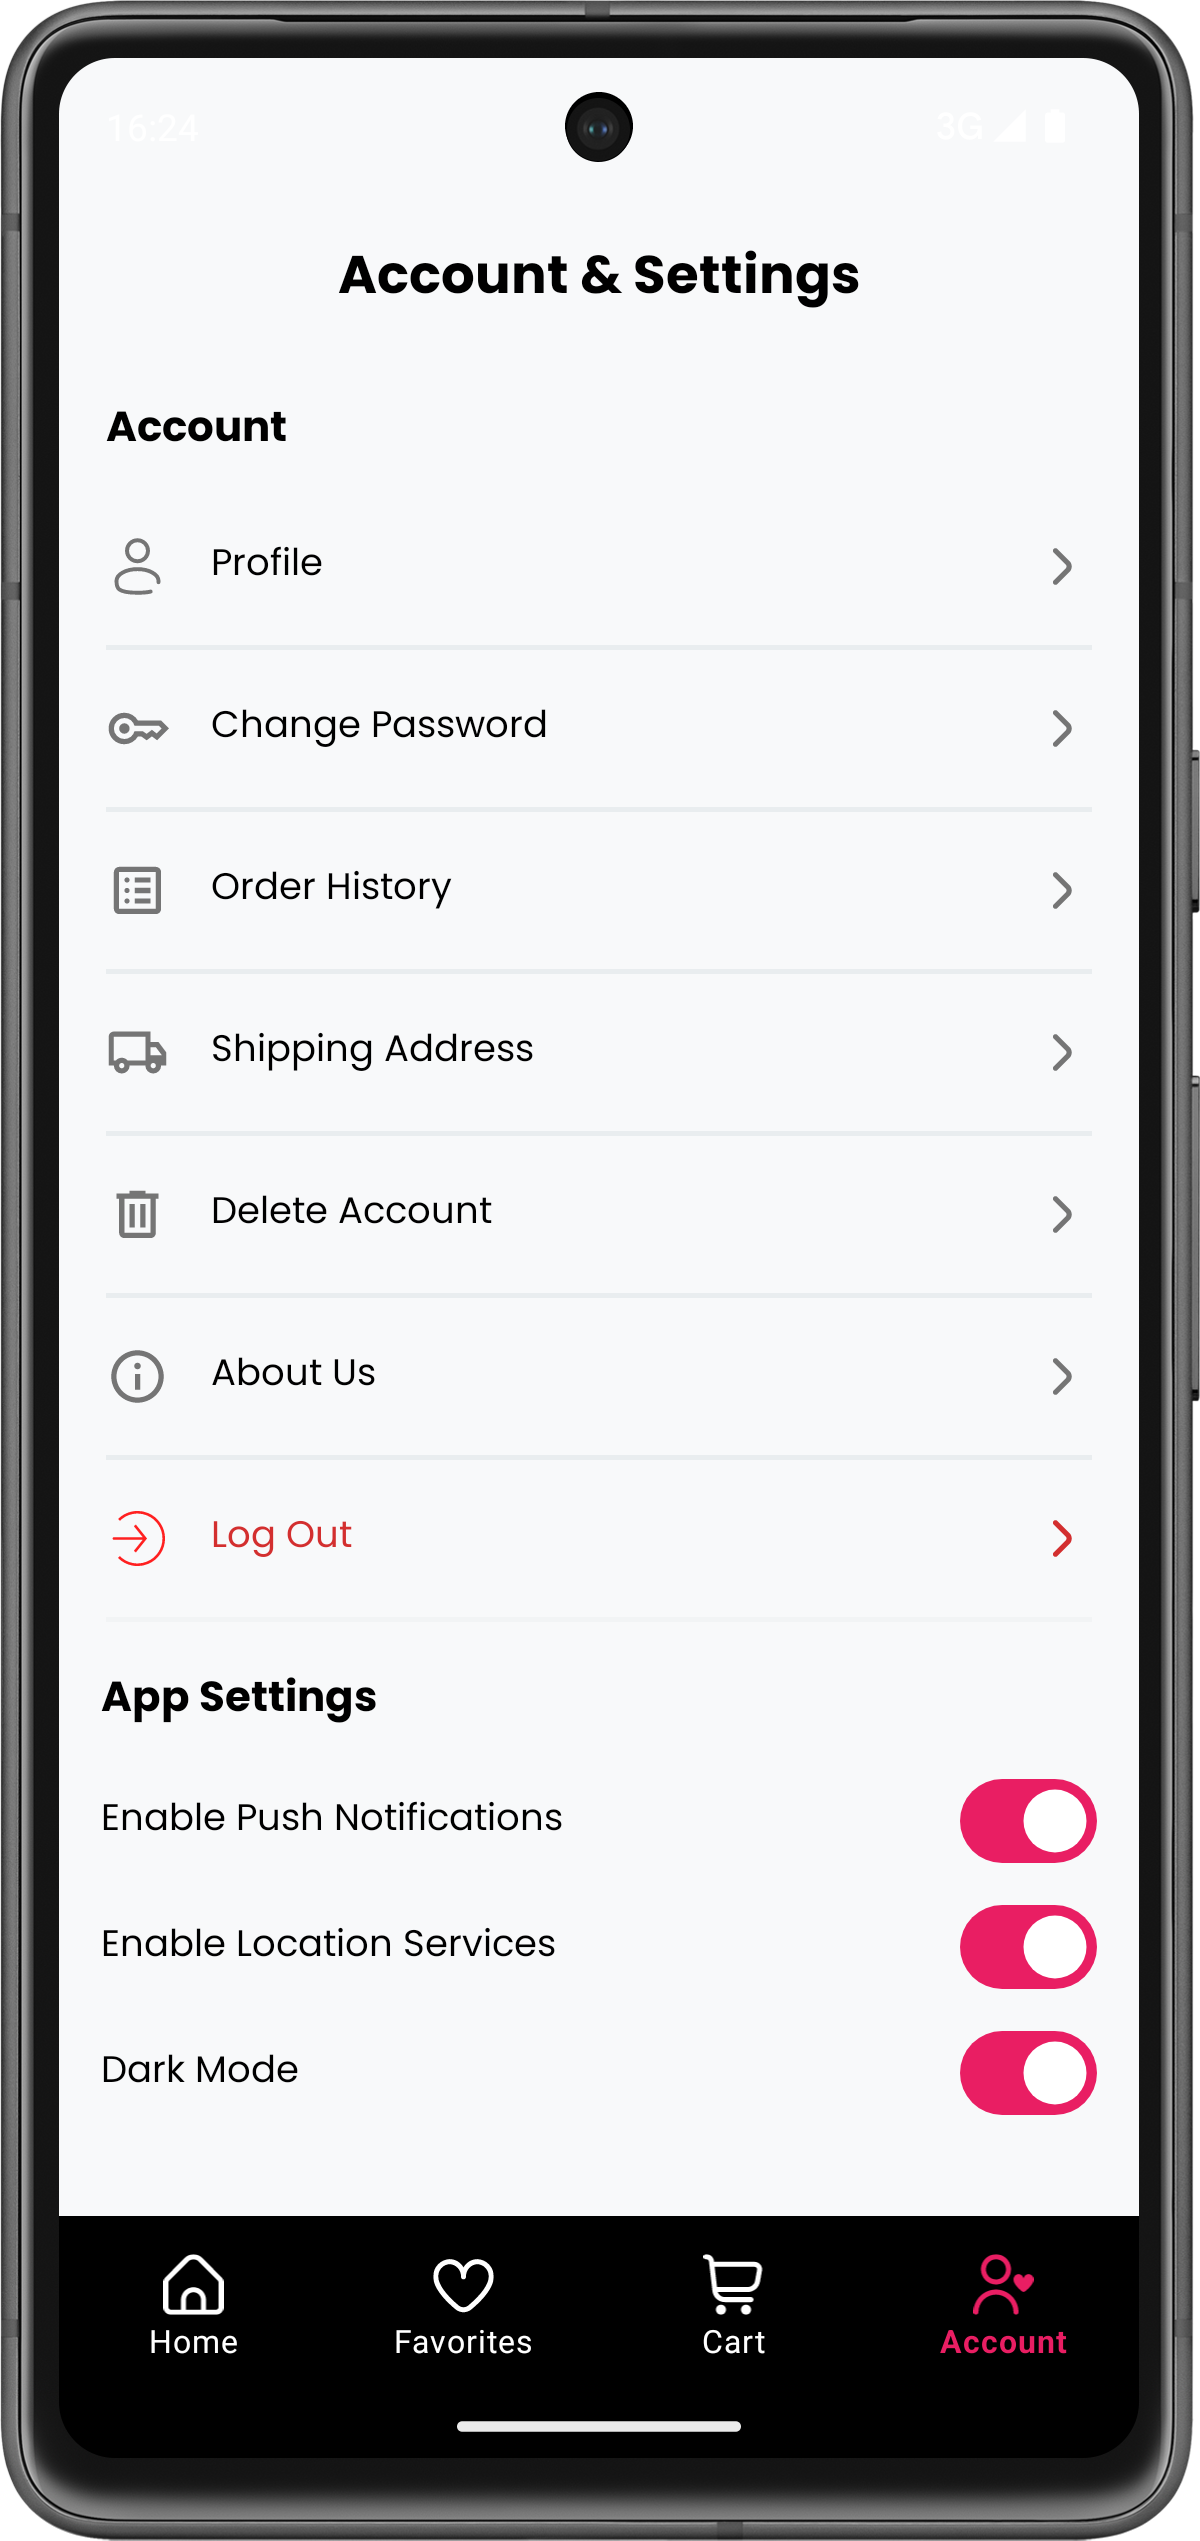 16:24 3G
Account & Settings
Account
Profile
Change Password
Order History
Shipping Address
Delete Account
About Us
Log Out
App Settings
Enable Push Notifications
Enable Location Services
Dark Mode
Home Favorites Cart Account